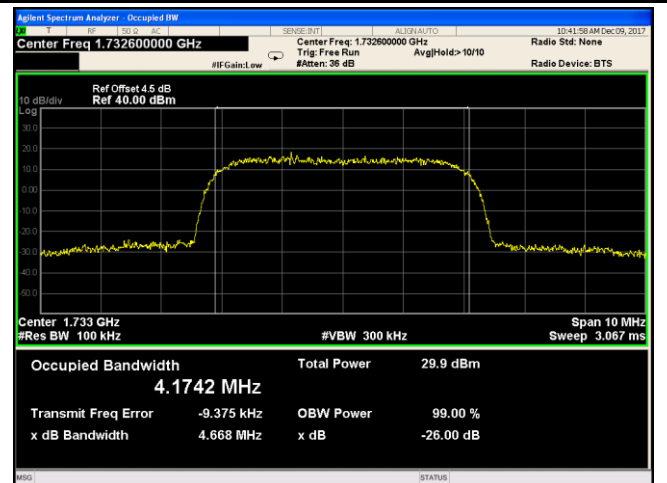 Agilent Spectrum Analyzer - Occupied BW
T RF 50 Ω AC SENSE:INT ALIGNAUTO 10:41:58 AM Dec 09, 2017
Center Freq 1.732600000 GHz Center Freq: 1.732600000 GHz Radio Std: None
Trig: Free Run Avg|Hold:> 10/10
#IFGain:Low #Atten: 36 dB Radio Device: BTS
Ref Offset 4.5 dB
10 dB/div Ref 40.00 dBm
Log
30.0
20.0
10.0
0.00
-10.0
-20.0
-30.0
-40.0
-50.0
Center 1.733 GHz Span 10 MHz
#Res BW 100 kHz #VBW 300 kHz Sweep 3.067 ms
Occupied Bandwidth Total Power 29.9 dBm
4.1742 MHz
Transmit Freq Error -9.375 kHz OBW Power 99.00 %
x dB Bandwidth 4.668 MHz x dB -26.00 dB
MSG STATUS